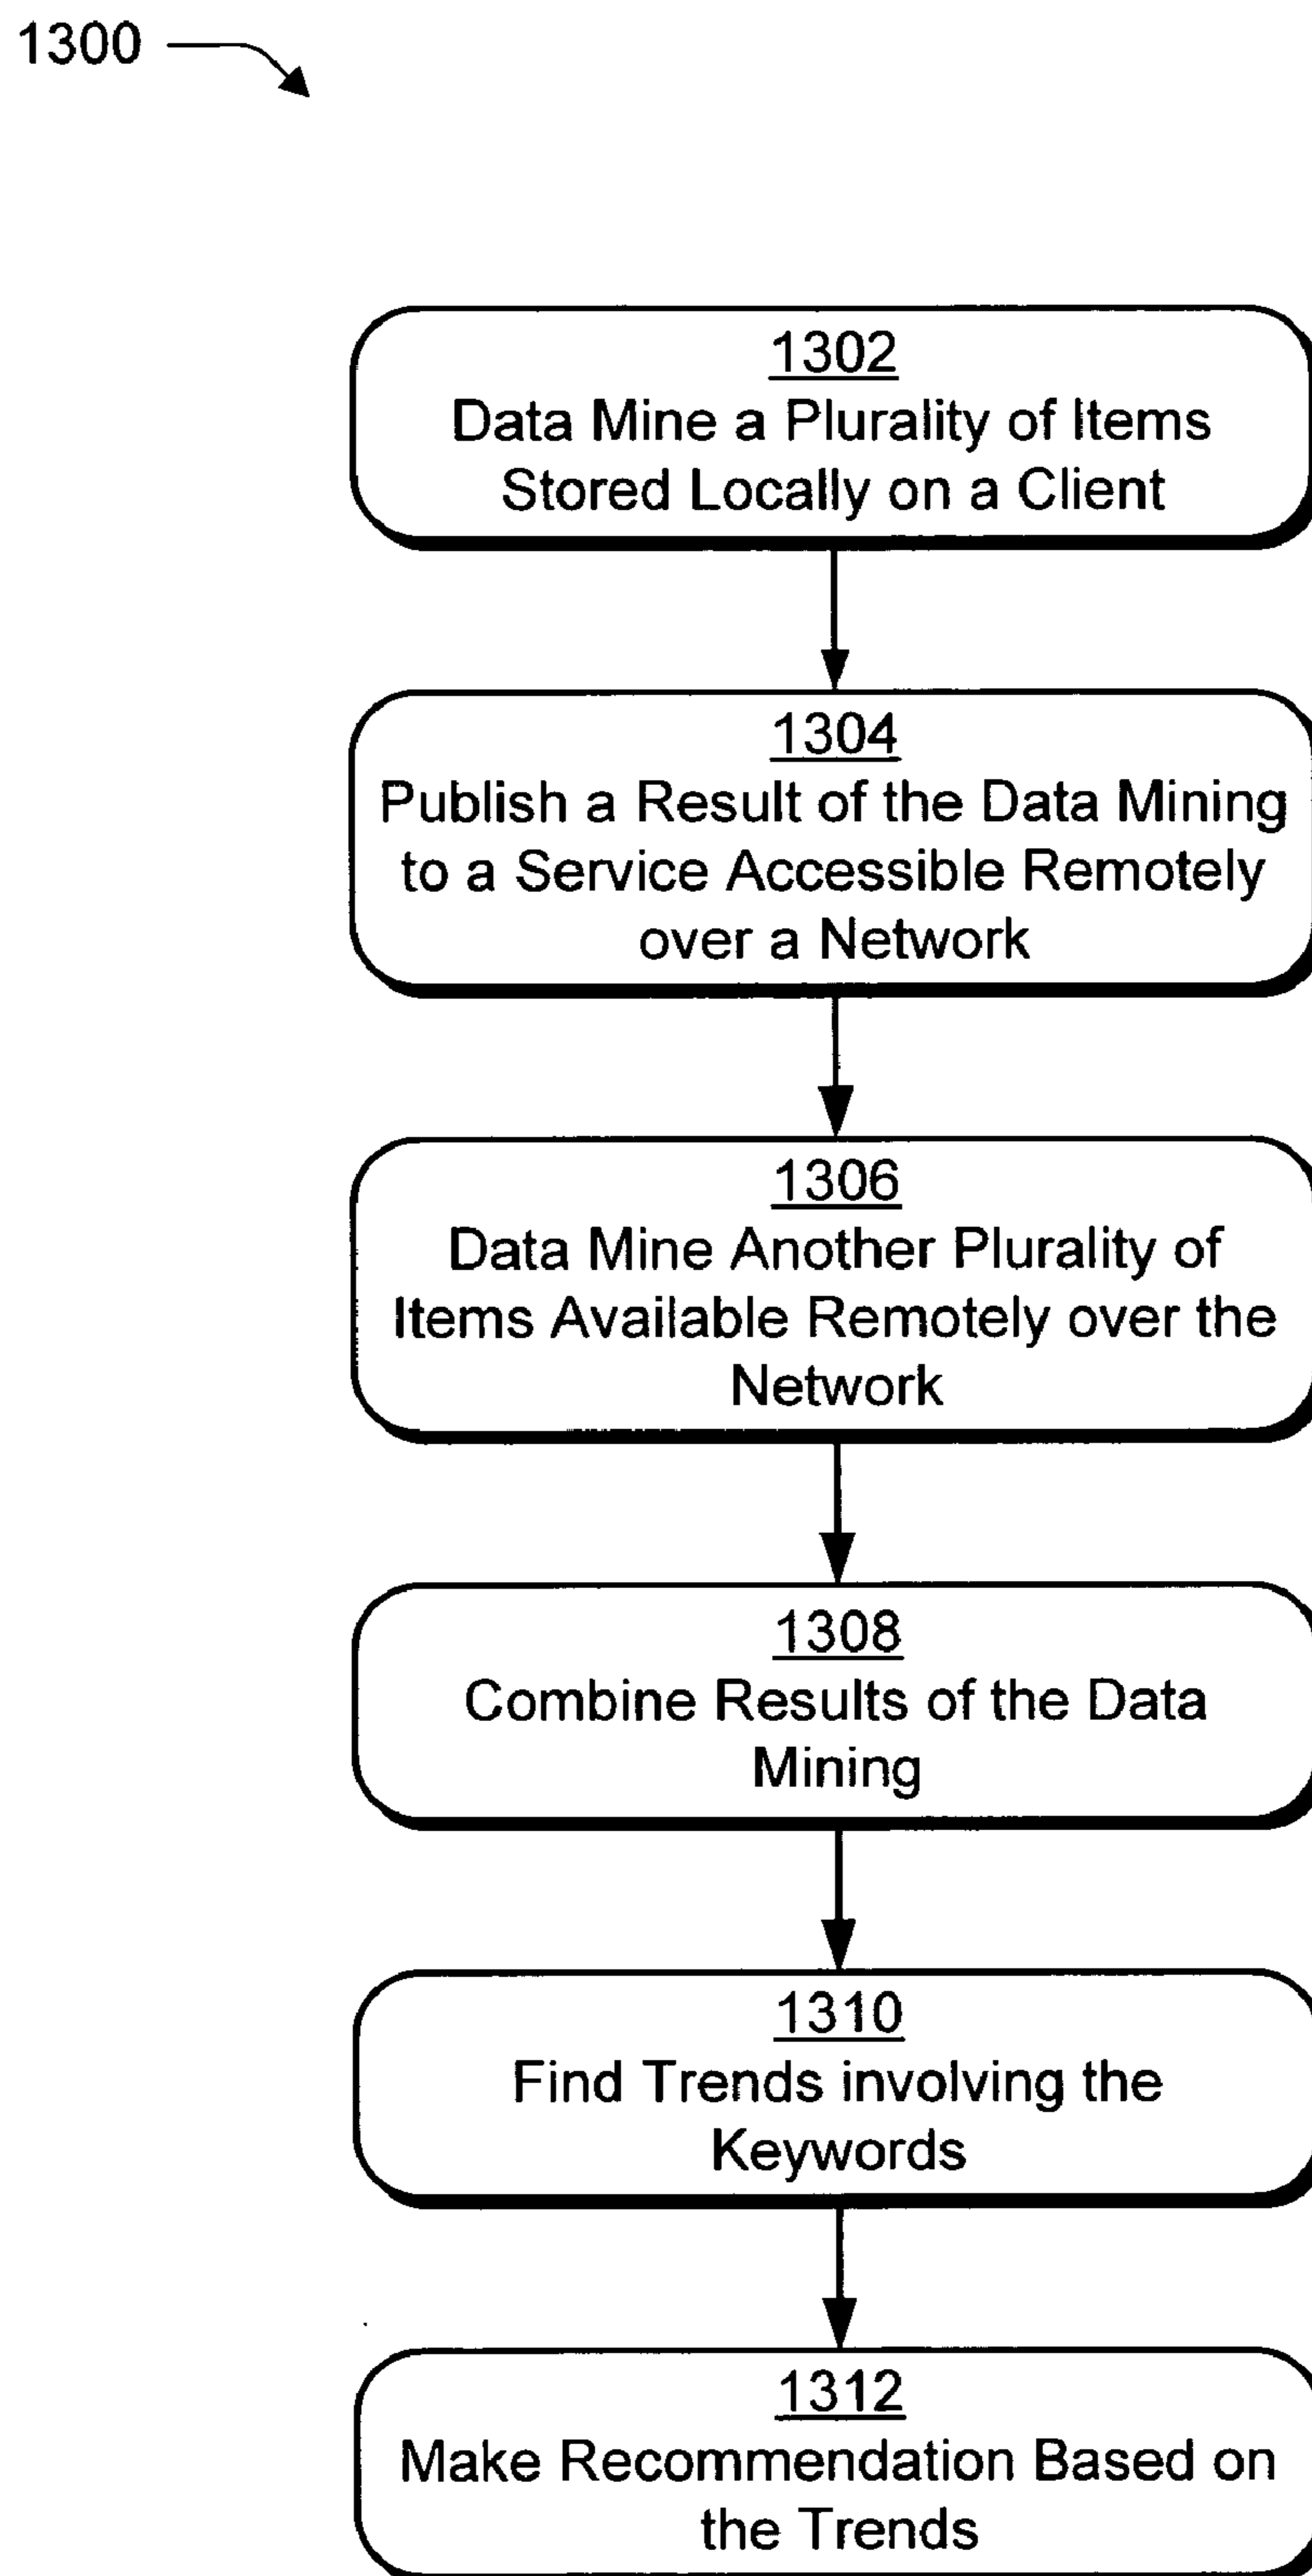 1300
1302
Data Mine a Plurality of Items
Stored Locally on a Client
1304
Publish a Result of the Data Mining
to a Service Accessible Remotely
over a Network
1306
Data Mine Another Plurality of
Items Available Remotely over the
Network
1308
Combine Results of the Data
Mining
1310
Find Trends involving the
Keywords
1312
Make Recommendation Based on
the Trends